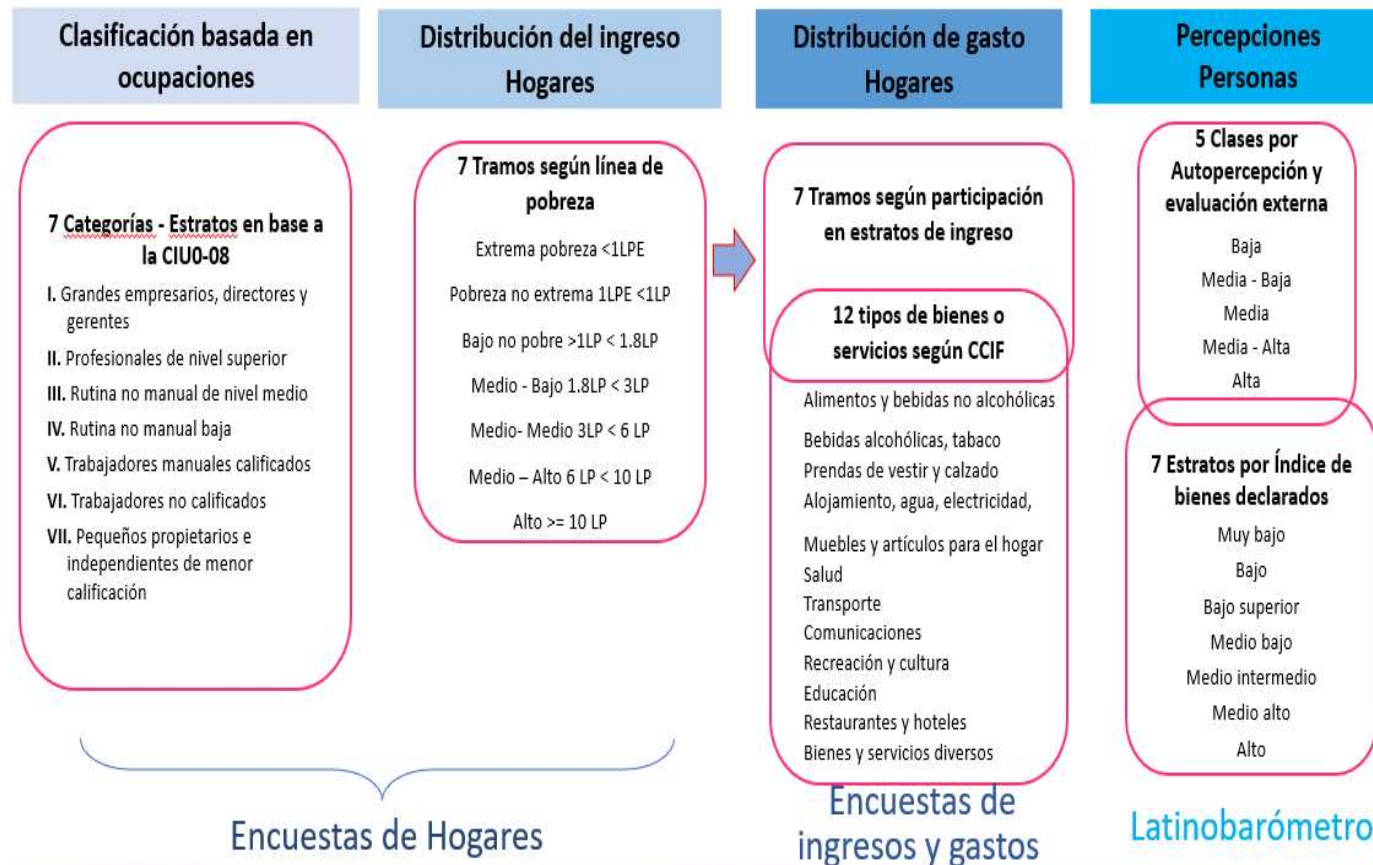 Clasificación basada en
ocupaciones
7 Categorías - Estratos en base a
la CIU0-08
I. Grandes empresarios, directores y
gerentes
II. Profesionales de nivel superior
III. Rutina no manual de nivel medio
IV. Rutina no manual baja
V. Trabajadores manuales calificados
VI. Trabajadores no calificados
VII. Pequeños propietarios e
independientes de menor
calificación
Distribución del ingreso
Hogares
7 Tramos según línea de
pobreza
Extrema pobreza <1LPE
Pobreza no extrema 1LPE <1LP
Bajo no pobre >1LP < 1.8LP
Medio - Bajo 1.8LP < 3LP
Medio- Medio 3LP < 6 LP
Medio – Alto 6 LP < 10 LP
Alto >= 10 LP
Encuestas de Hogares
Distribución de gasto
Hogares
7 Tramos según participación
en estratos de ingreso
12 tipos de bienes o
servicios según CCIF
Alimentos y bebidas no alcohólicas
Bebidas alcohólicas, tabaco
Prendas de vestir y calzado
Alojamiento, agua, electricidad,
Muebles y artículos para el hogar
Salud
Transporte
Comunicaciones
Recreación y cultura
Educación
Restaurantes y hoteles
Bienes y servicios diversos
Encuestas de
ingresos y gastos
Percepciones
Personas
5 Clases por
Autopercepción y
evaluación externa
Baja
Media - Baja
Media
Media - Alta
Alta
7 Estratos por Índice de
bienes declarados
Muy bajo
Bajo
Bajo superior
Medio bajo
Medio intermedio
Medio alto
Alto
Latinobarómetro